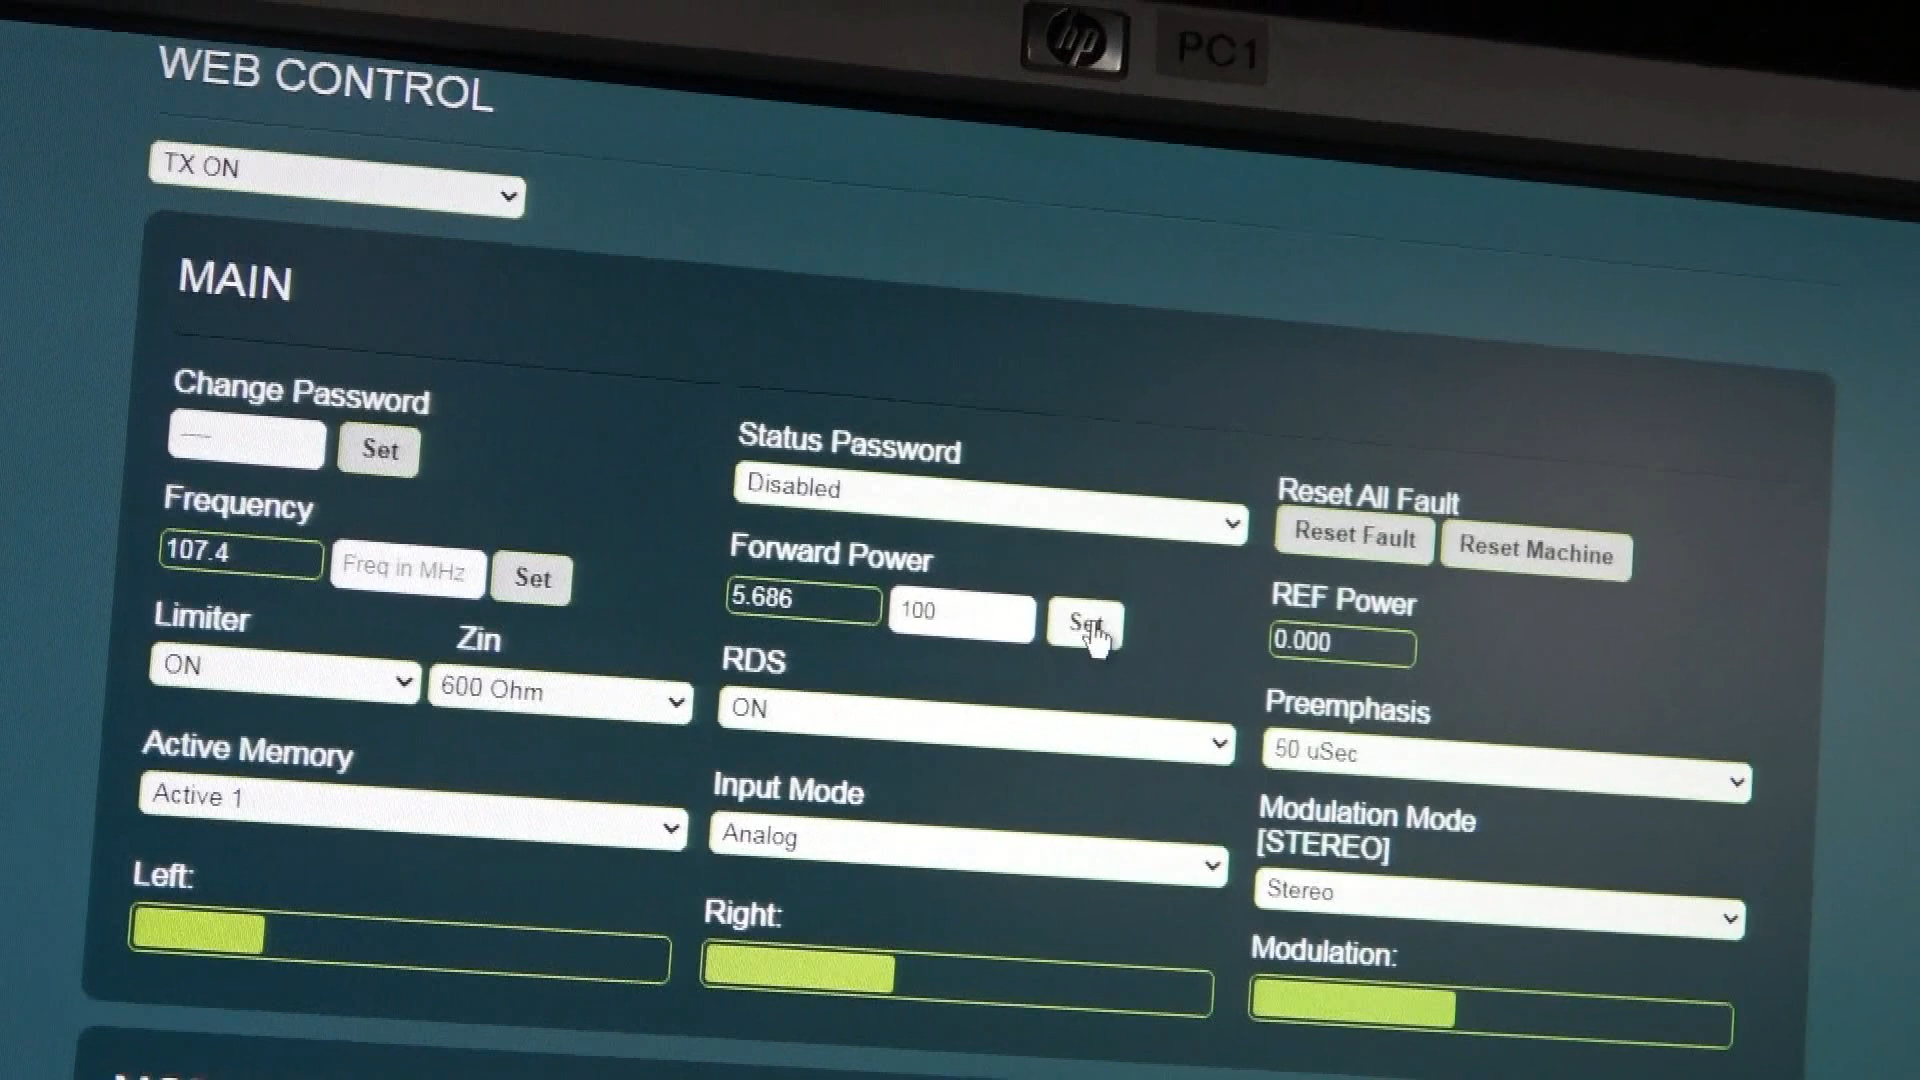 hp PC1
WEB CONTROL
TX ON
MAIN
Change Password
Set
Status Password
Disabled
Reset All Fault
Reset Fault Reset Machine
Frequency
107.4 Freq in MHz Set
Forward Power
5.686 100 Set
REF Power
0.000
Limiter Zin
ON 600 Ohm
RDS
ON
Preemphasis
50 uSec
Active Memory
Active 1
Input Mode
Analog
Modulation Mode
[STEREO]
Stereo
Left:
Right:
Modulation: